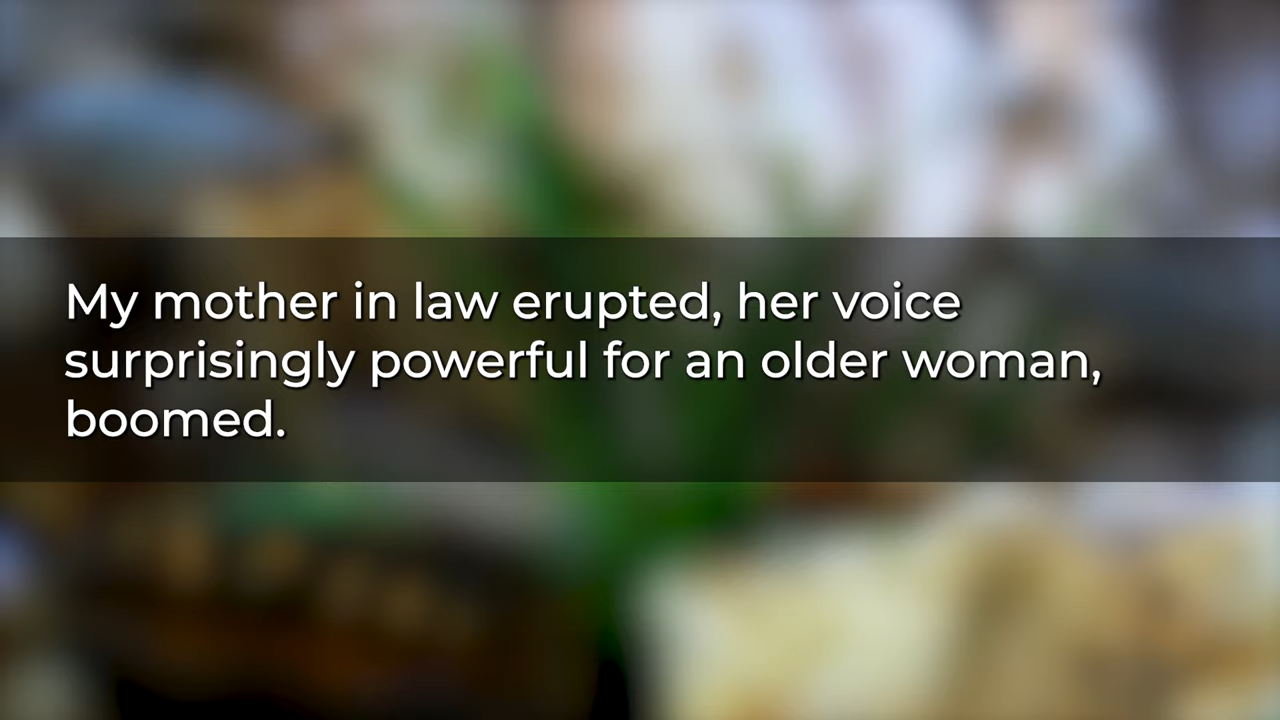 My mother in law erupted, her voice
surprisingly powerful for an older woman,
boomed.